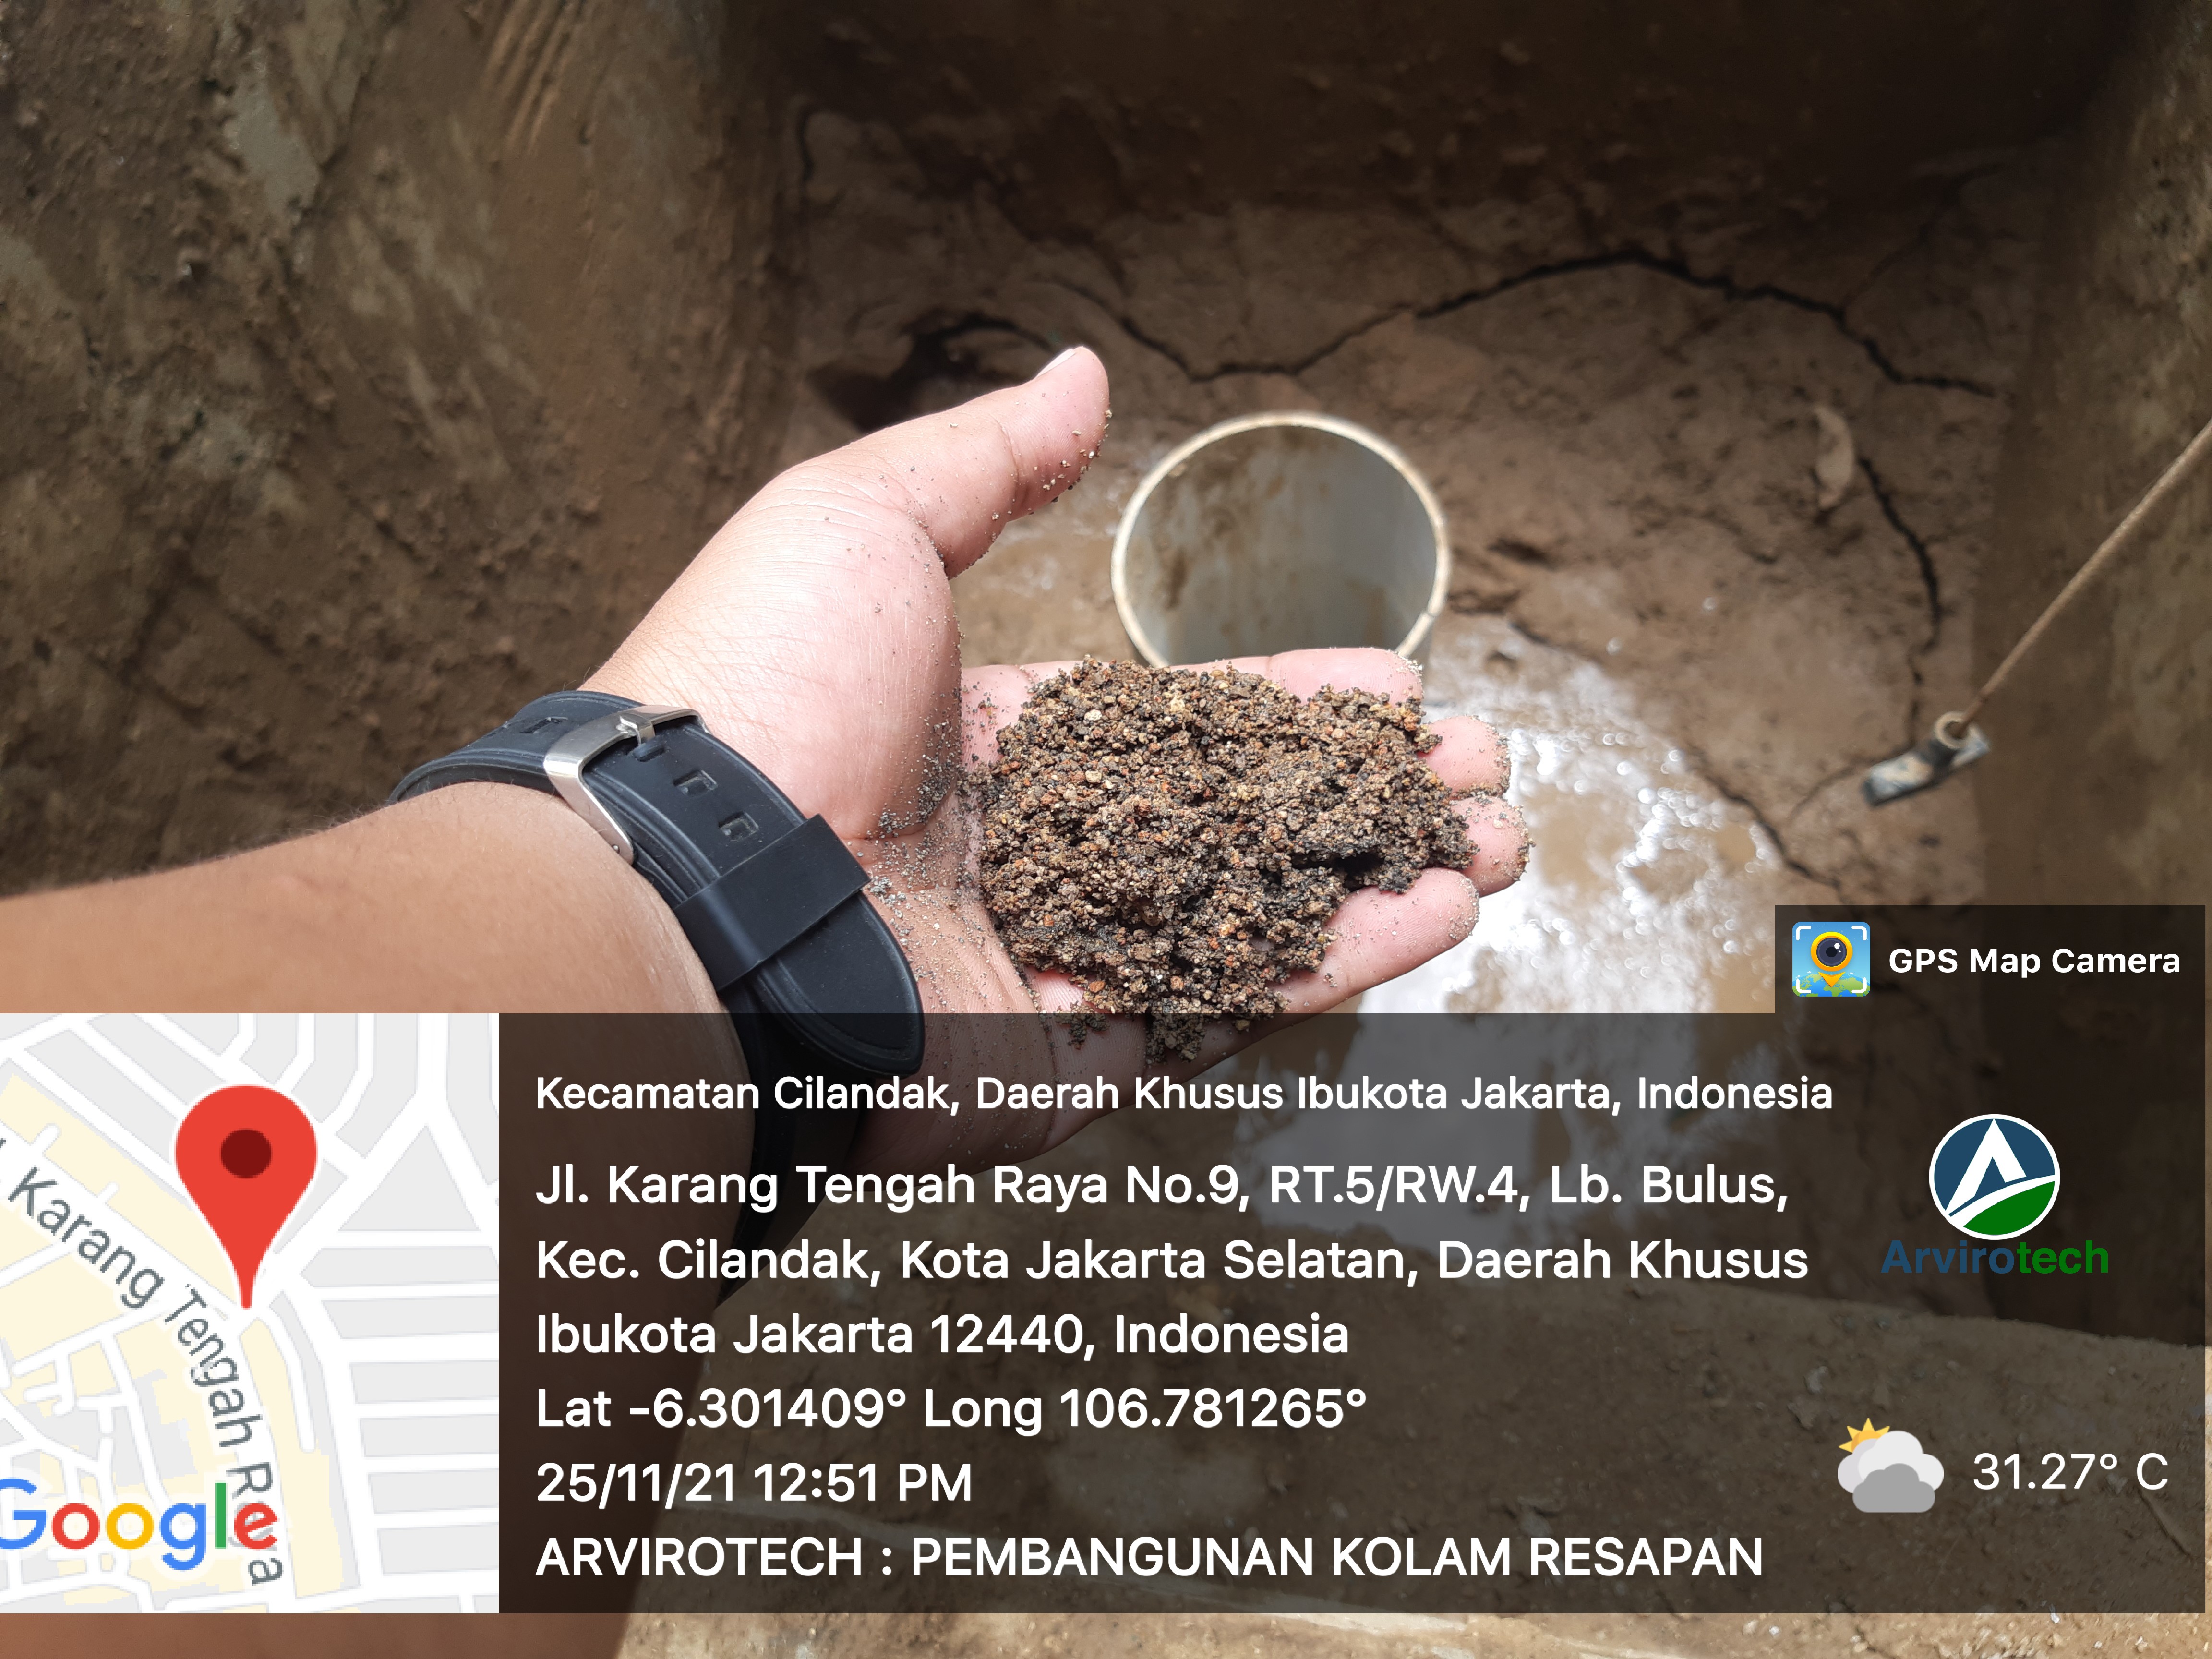 GPS Map Camera
Kecamatan Cilandak, Daerah Khusus Ibukota Jakarta, Indonesia
Jl. Karang Tengah Raya No.9, RT.5/RW.4, Lb. Bulus,
Kec. Cilandak, Kota Jakarta Selatan, Daerah Khusus
Ibukota Jakarta 12440, Indonesia
Lat -6.301409° Long 106.781265°
25/11/21 12:51 PM
ARVIROTECH : PEMBANGUNAN KOLAM RESAPAN
Arvirotech
31.27° C
Karang Tengah Raya
Google